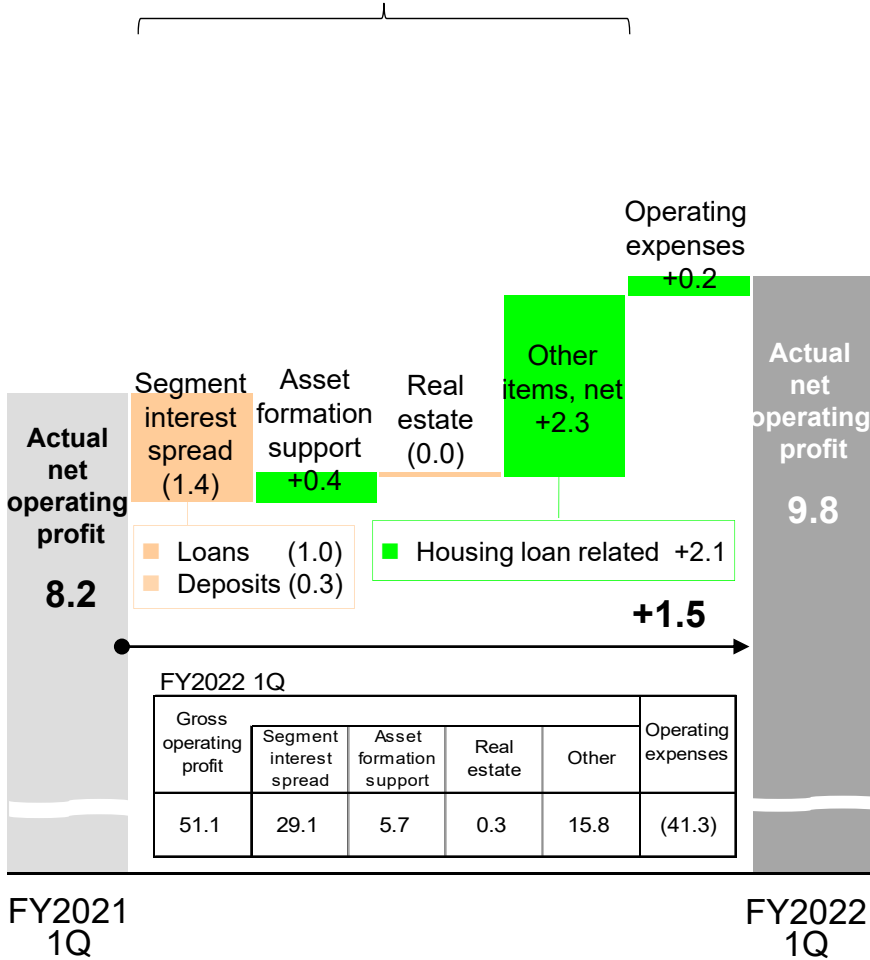 Operating
expenses
+0.2
Segment
interest
spread
(1.4)
Asset
formation
support
+0.4
Real
estate
(0.0)
Other
items, net
+2.3
Actual
net
operating
profit
8.2
Actual
net
operating
profit
9.8
Loans (1.0)
Deposits (0.3)
Housing loan related +2.1
+1.5
FY2022 1Q
Gross
operating
profit
Segment
interest
spread
Asset
formation
support
Real
estate
Other
Operating
expenses
51.1 29.1 5.7 0.3 15.8 (41.3)
FY2021
1Q
FY2022
1Q